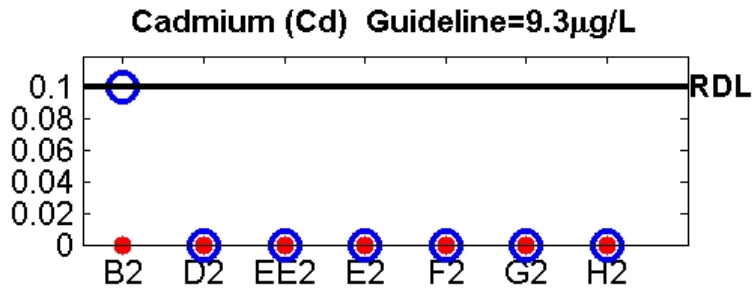 Cadmium (Cd)  Guideline=9.3μg/L
0.1
RDL
0.08
0.06
0.04
0.02
0
B2 D2 EE2 E2 F2 G2 H2